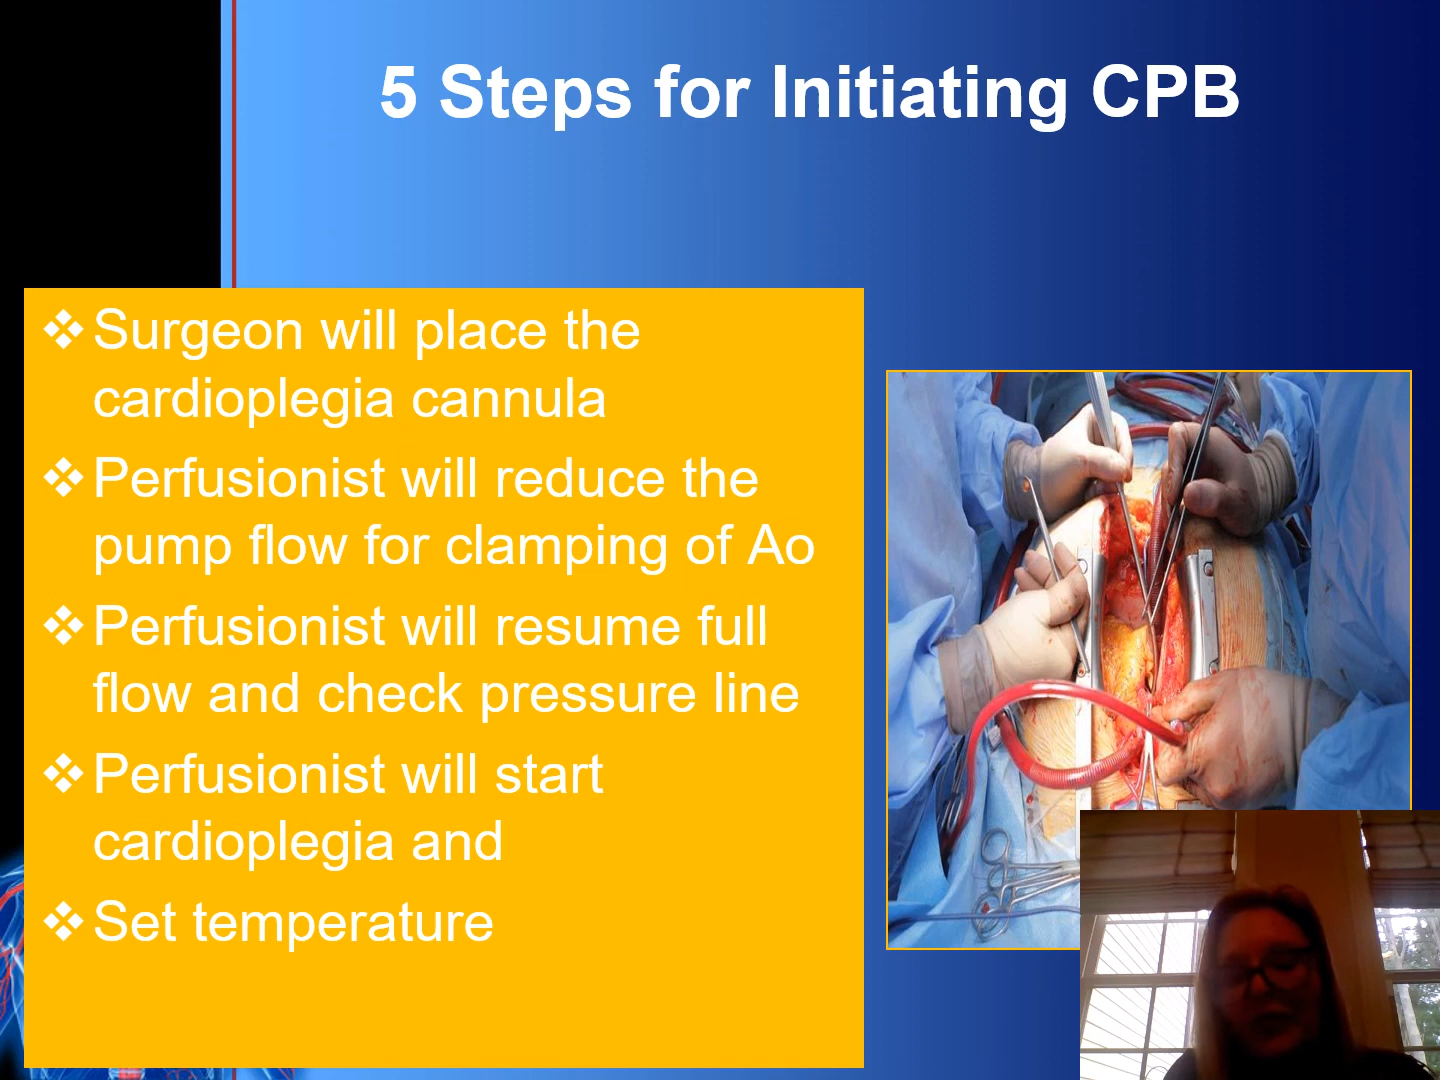 5 Steps for Initiating CPB
❖ Surgeon will place the
cardioplegia cannula
❖ Perfusionist will reduce the
pump flow for clamping of Ao
❖ Perfusionist will resume full
flow and check pressure line
❖ Perfusionist will start
cardioplegia and
❖ Set temperature